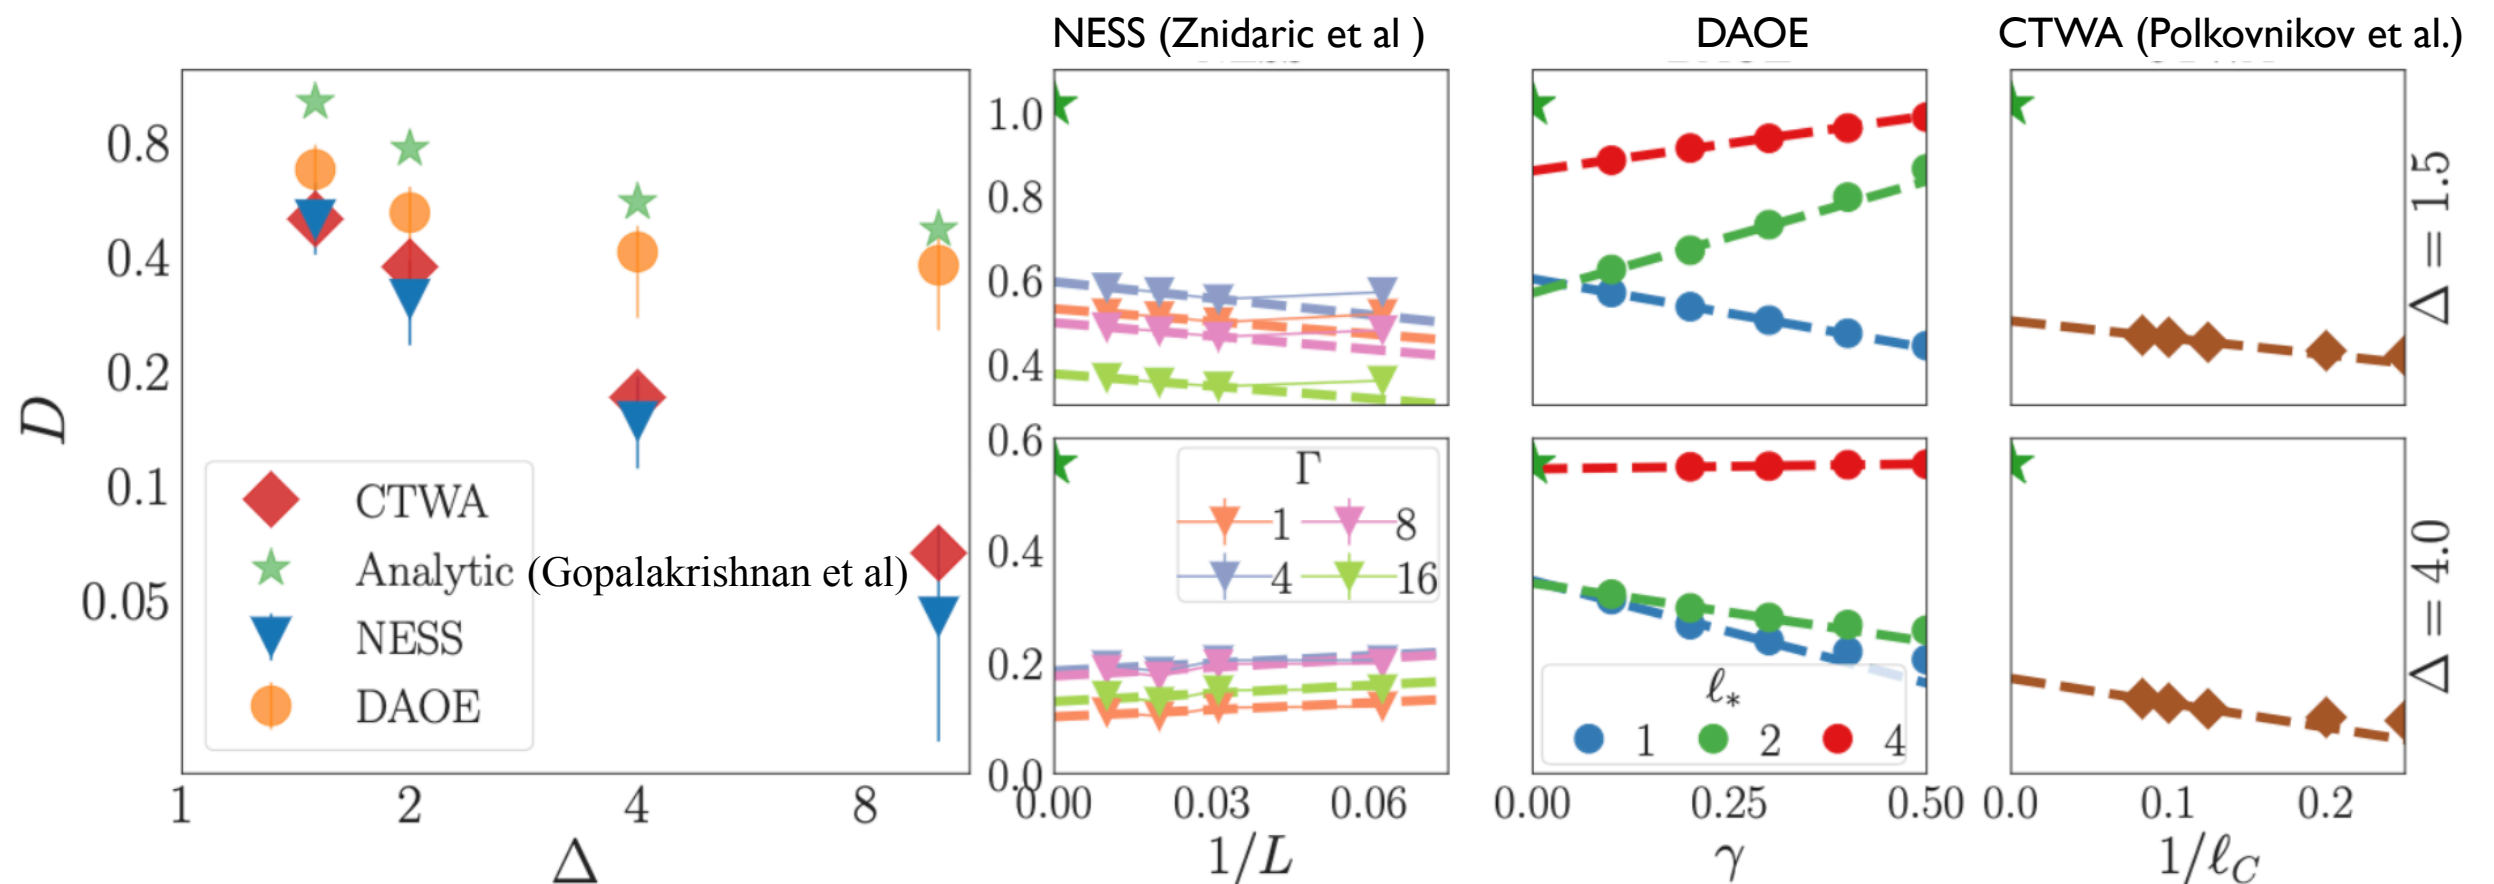 NESS (Znidaric et al )
DAOE
CTWA (Polkovnikov et al.)
D
0.8
0.4
0.2
0.1
0.05
CTWA
Analytic (Gopalakrishnan et al)
NESS
DAOE
1
2
4
8
Δ
1.0
0.8
0.6
0.4
Δ = 1.5
0.6
0.4
0.2
0.0
Γ
1 8
4 16
ℓ*
1 2 4
Δ = 4.0
0.00 0.03 0.06
1/L
0.00 0.25 0.50
γ
0.0 0.1 0.2
1/ℓC